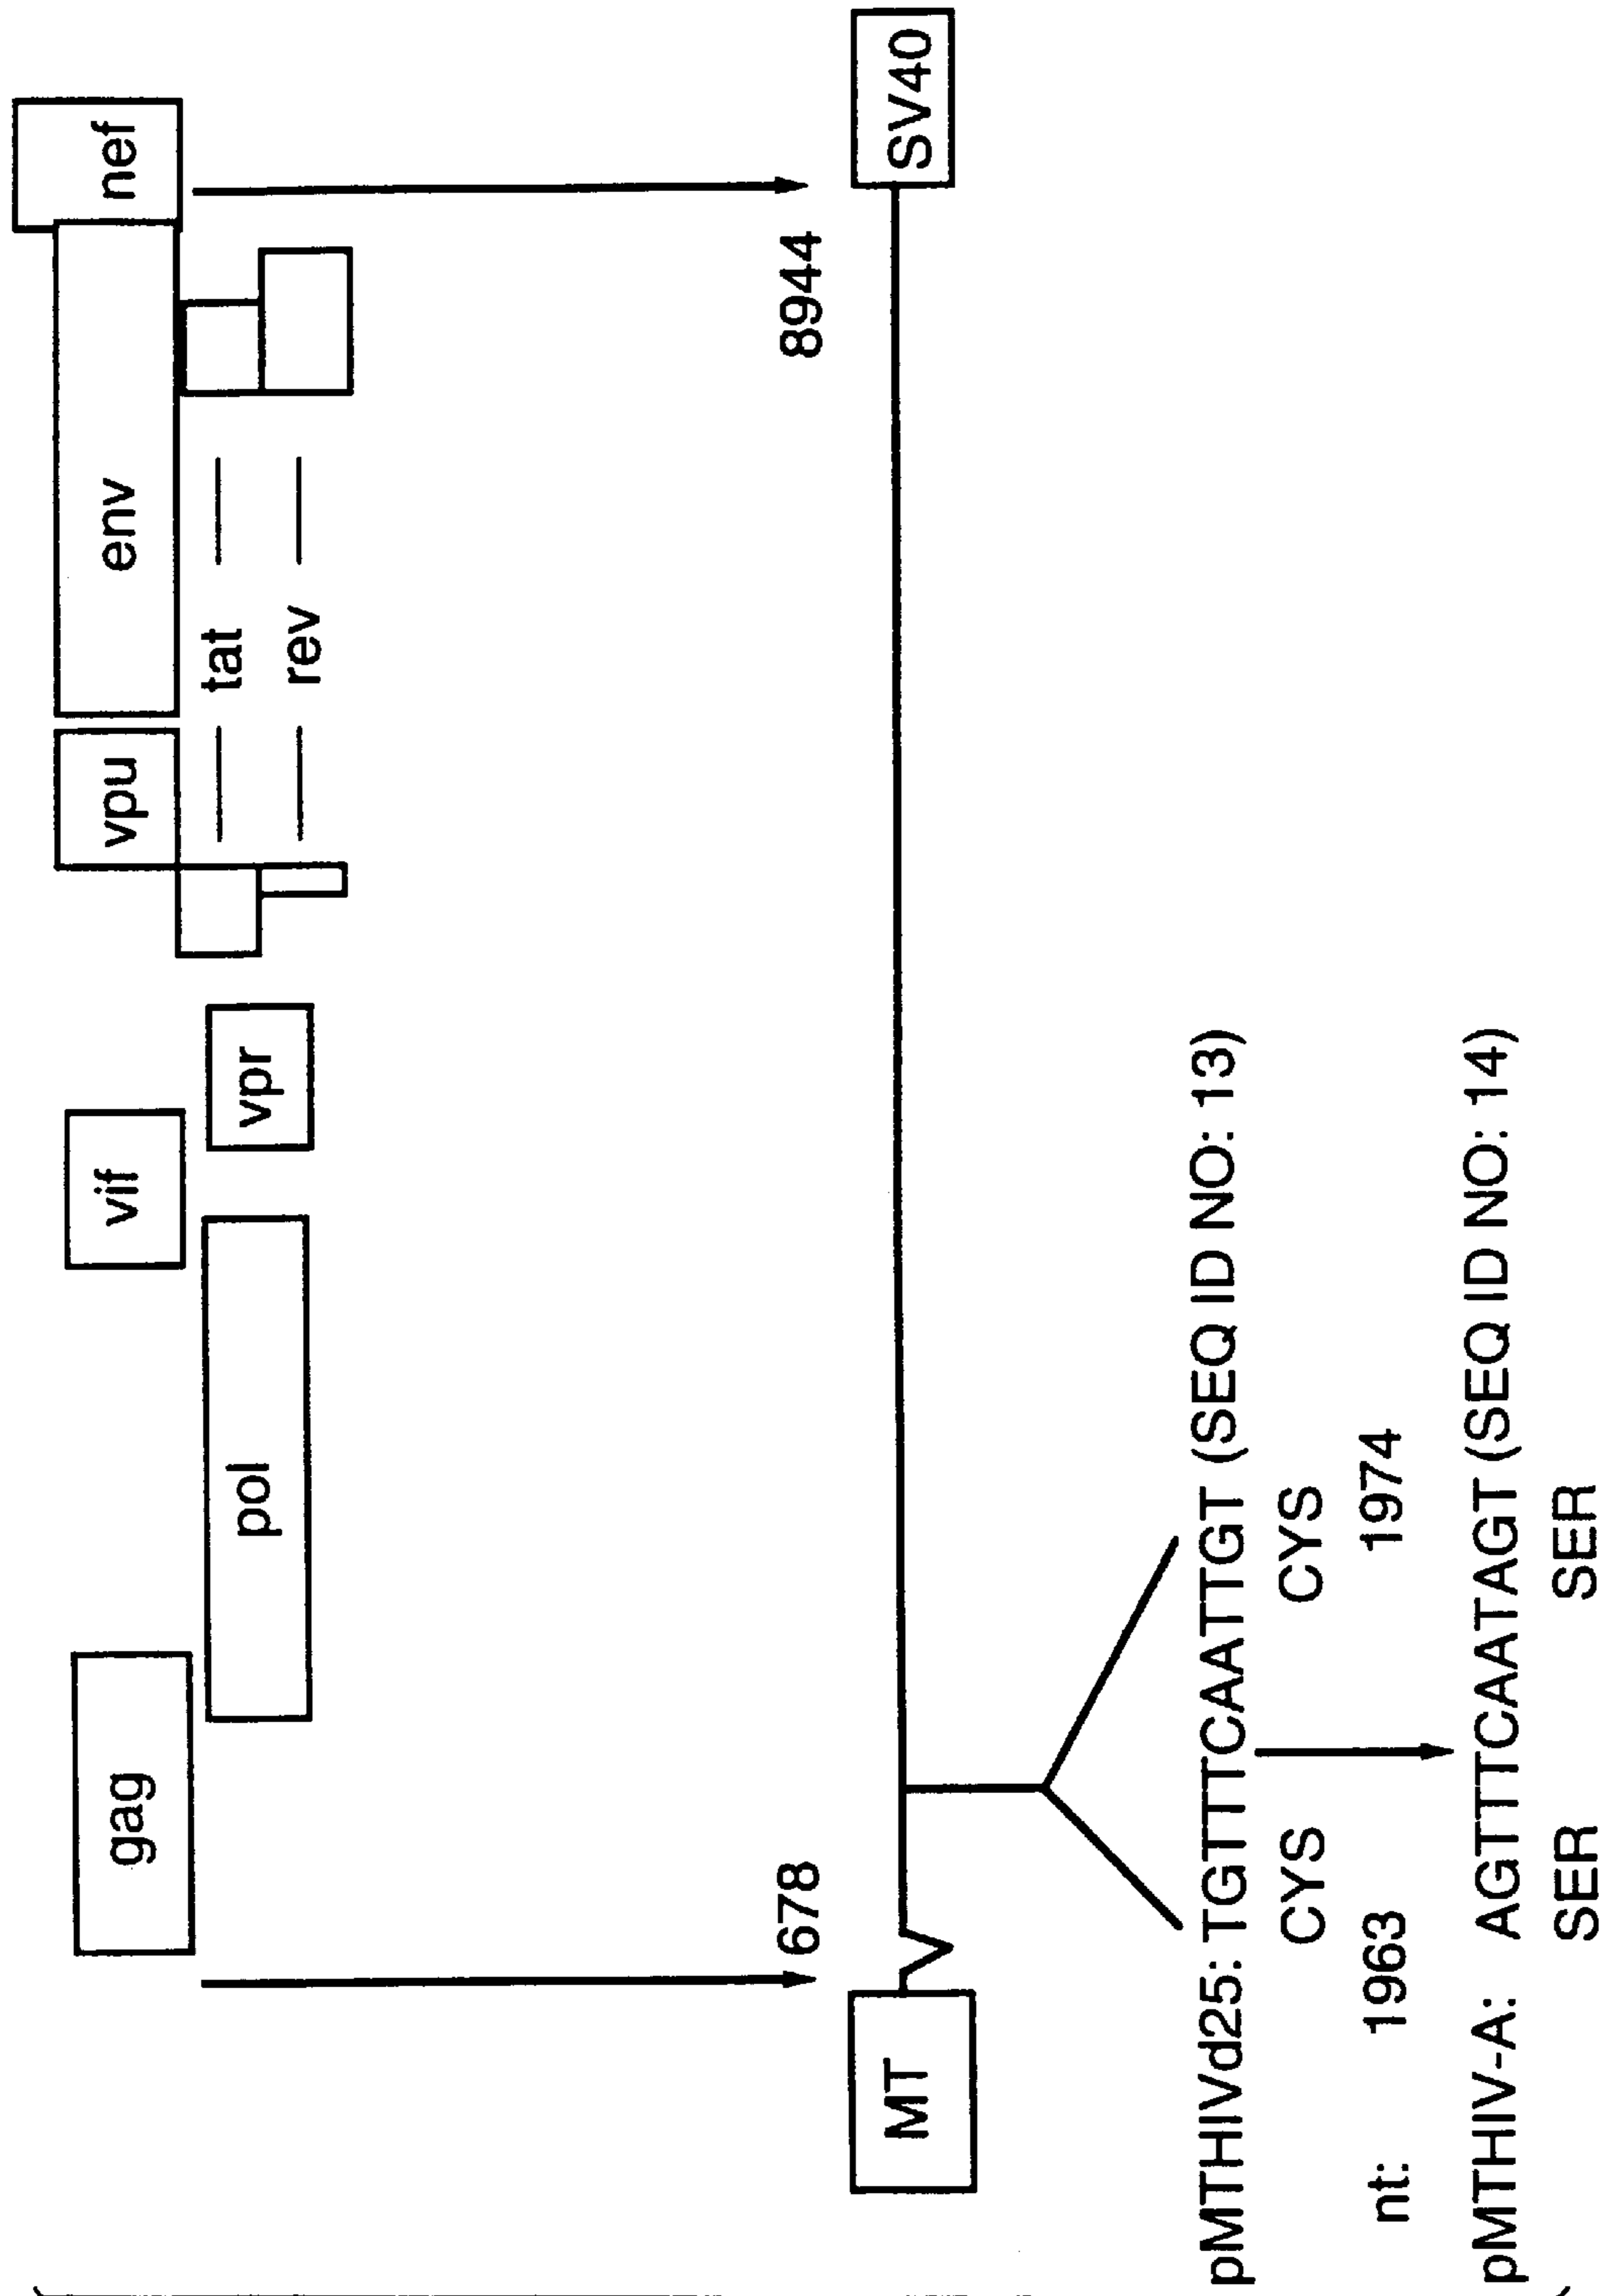 nef
gag vif vpu env
pol vpr tat
rev
678 8944
MT SV40
pMTHIVd25: TGTTTCAATTGT (SEQ ID NO: 13)
CYS CYS
nt: 1963 1974
pMTHIV-A: AGTTTCAATAGT (SEQ ID NO: 14)
SER SER